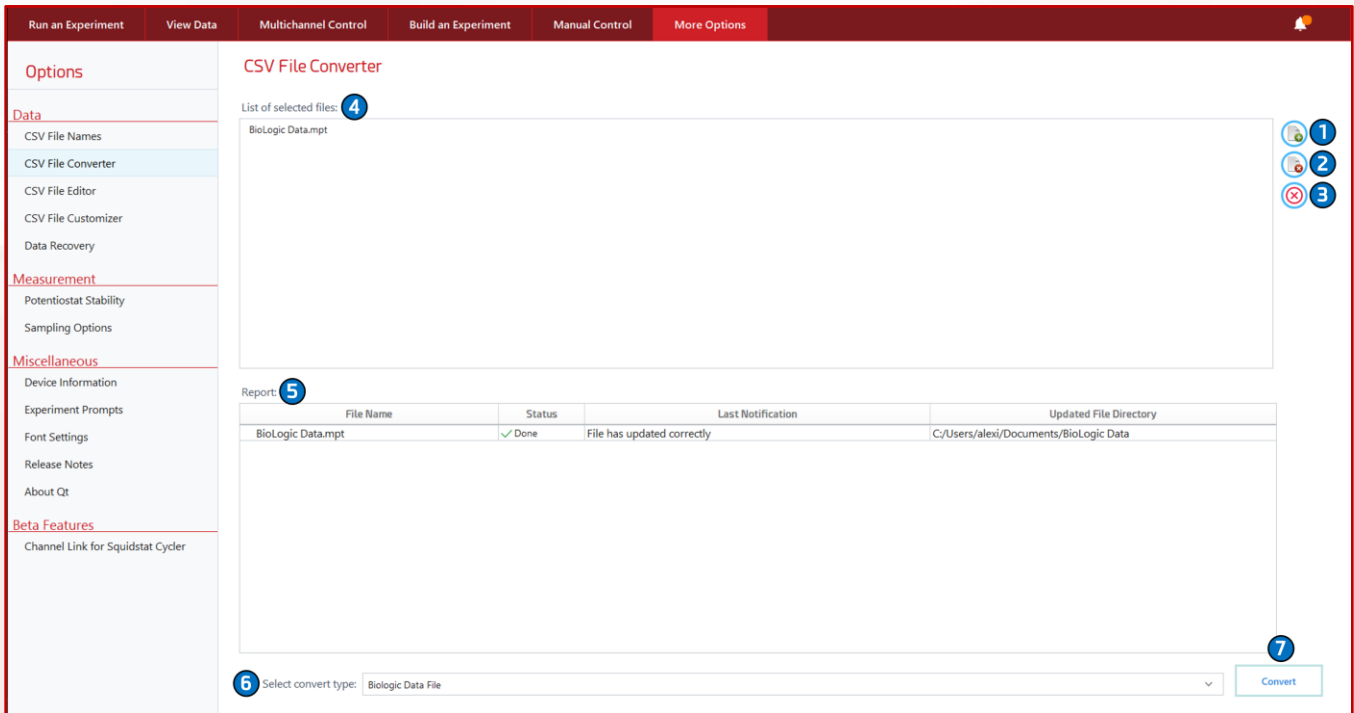 Run an Experiment View Data Multichannel Control Build an Experiment Manual Control More Options
Options
Data
CSV File Names
CSV File Converter
CSV File Editor
CSV File Customizer
Data Recovery
Measurement
Potentiostat Stability
Sampling Options
Miscellaneous
Device Information
Experiment Prompts
Font Settings
Release Notes
About Qt
Beta Features
Channel Link for Squidstat Cycler
CSV File Converter
List of selected files: 4
BioLogic Data.mpt
1
2
3
Report: 5
File Name Status Last Notification Updated File Directory
BioLogic Data.mpt Done File has updated correctly C:/Users/alexi/Documents/BioLogic Data
7
6 Select convert type: Biologic Data File Convert